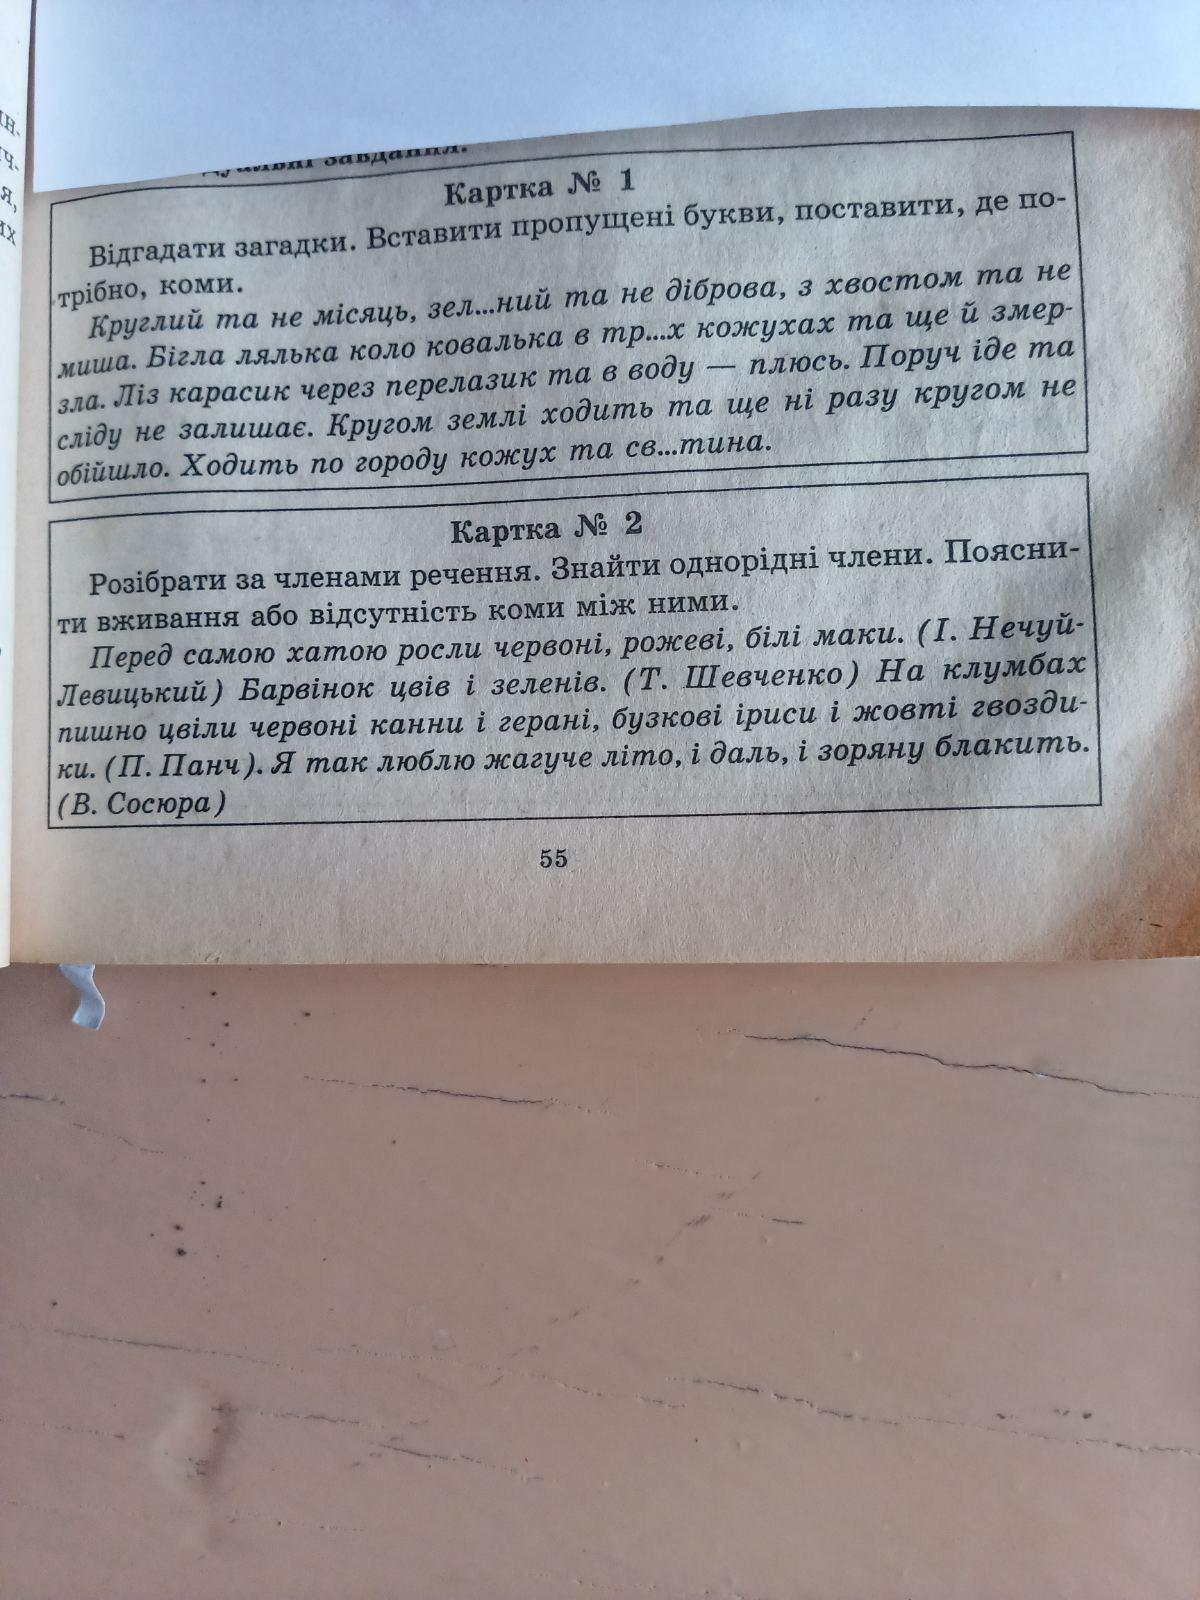 нч-
я,
их
завдання.
Картка № 1
Відгадати загадки. Вставити пропущені букви, поставити, де по-
трібно, коми.
Круглий та не місяць, зел...ний та не діброва, з хвостом та не
миша. Бігла лялька коло ковалька в тр...х кожухах та ще й змер-
зла. Ліз карасик через перелазик та в воду — плюсь. Поруч іде та
сліду не залишає. Кругом землі ходить та ще ні разу кругом не
обійшло. Ходить по городу кожух та св...тина.
Картка № 2
Розібрати за членами речення. Знайти однорідні члени. Поясни-
ти вживання або відсутність коми між ними.
Перед самою хатою росли червоні, рожеві, білі маки. (І. Нечуй-
Левицький) Барвінок цвів і зеленів. (Т. Шевченко) На клумбах
пишно цвіли червоні канни і герані, бузкові іриси і жовті гвозди-
ки. (П. Панч). Я так люблю жагуче літо, і даль, і зоряну блакить.
(В. Сосюра)
55